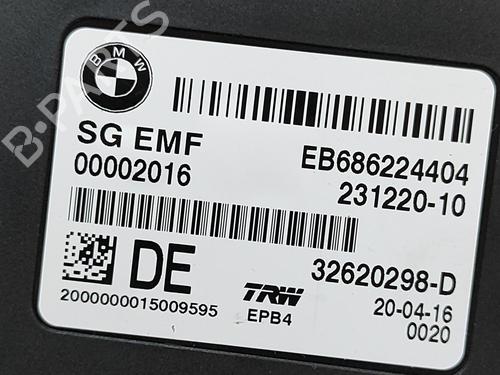 BMW
SG EMF
EB686224404
00002016
231220-10
DE
32620298-D
2000000015009595
TRW
EPB4
20-04-16
0020
B-PARTS